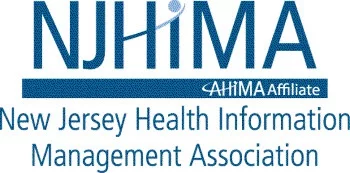 NJHiMA
AHiMA Affiliate
New Jersey Health Information
Management Association